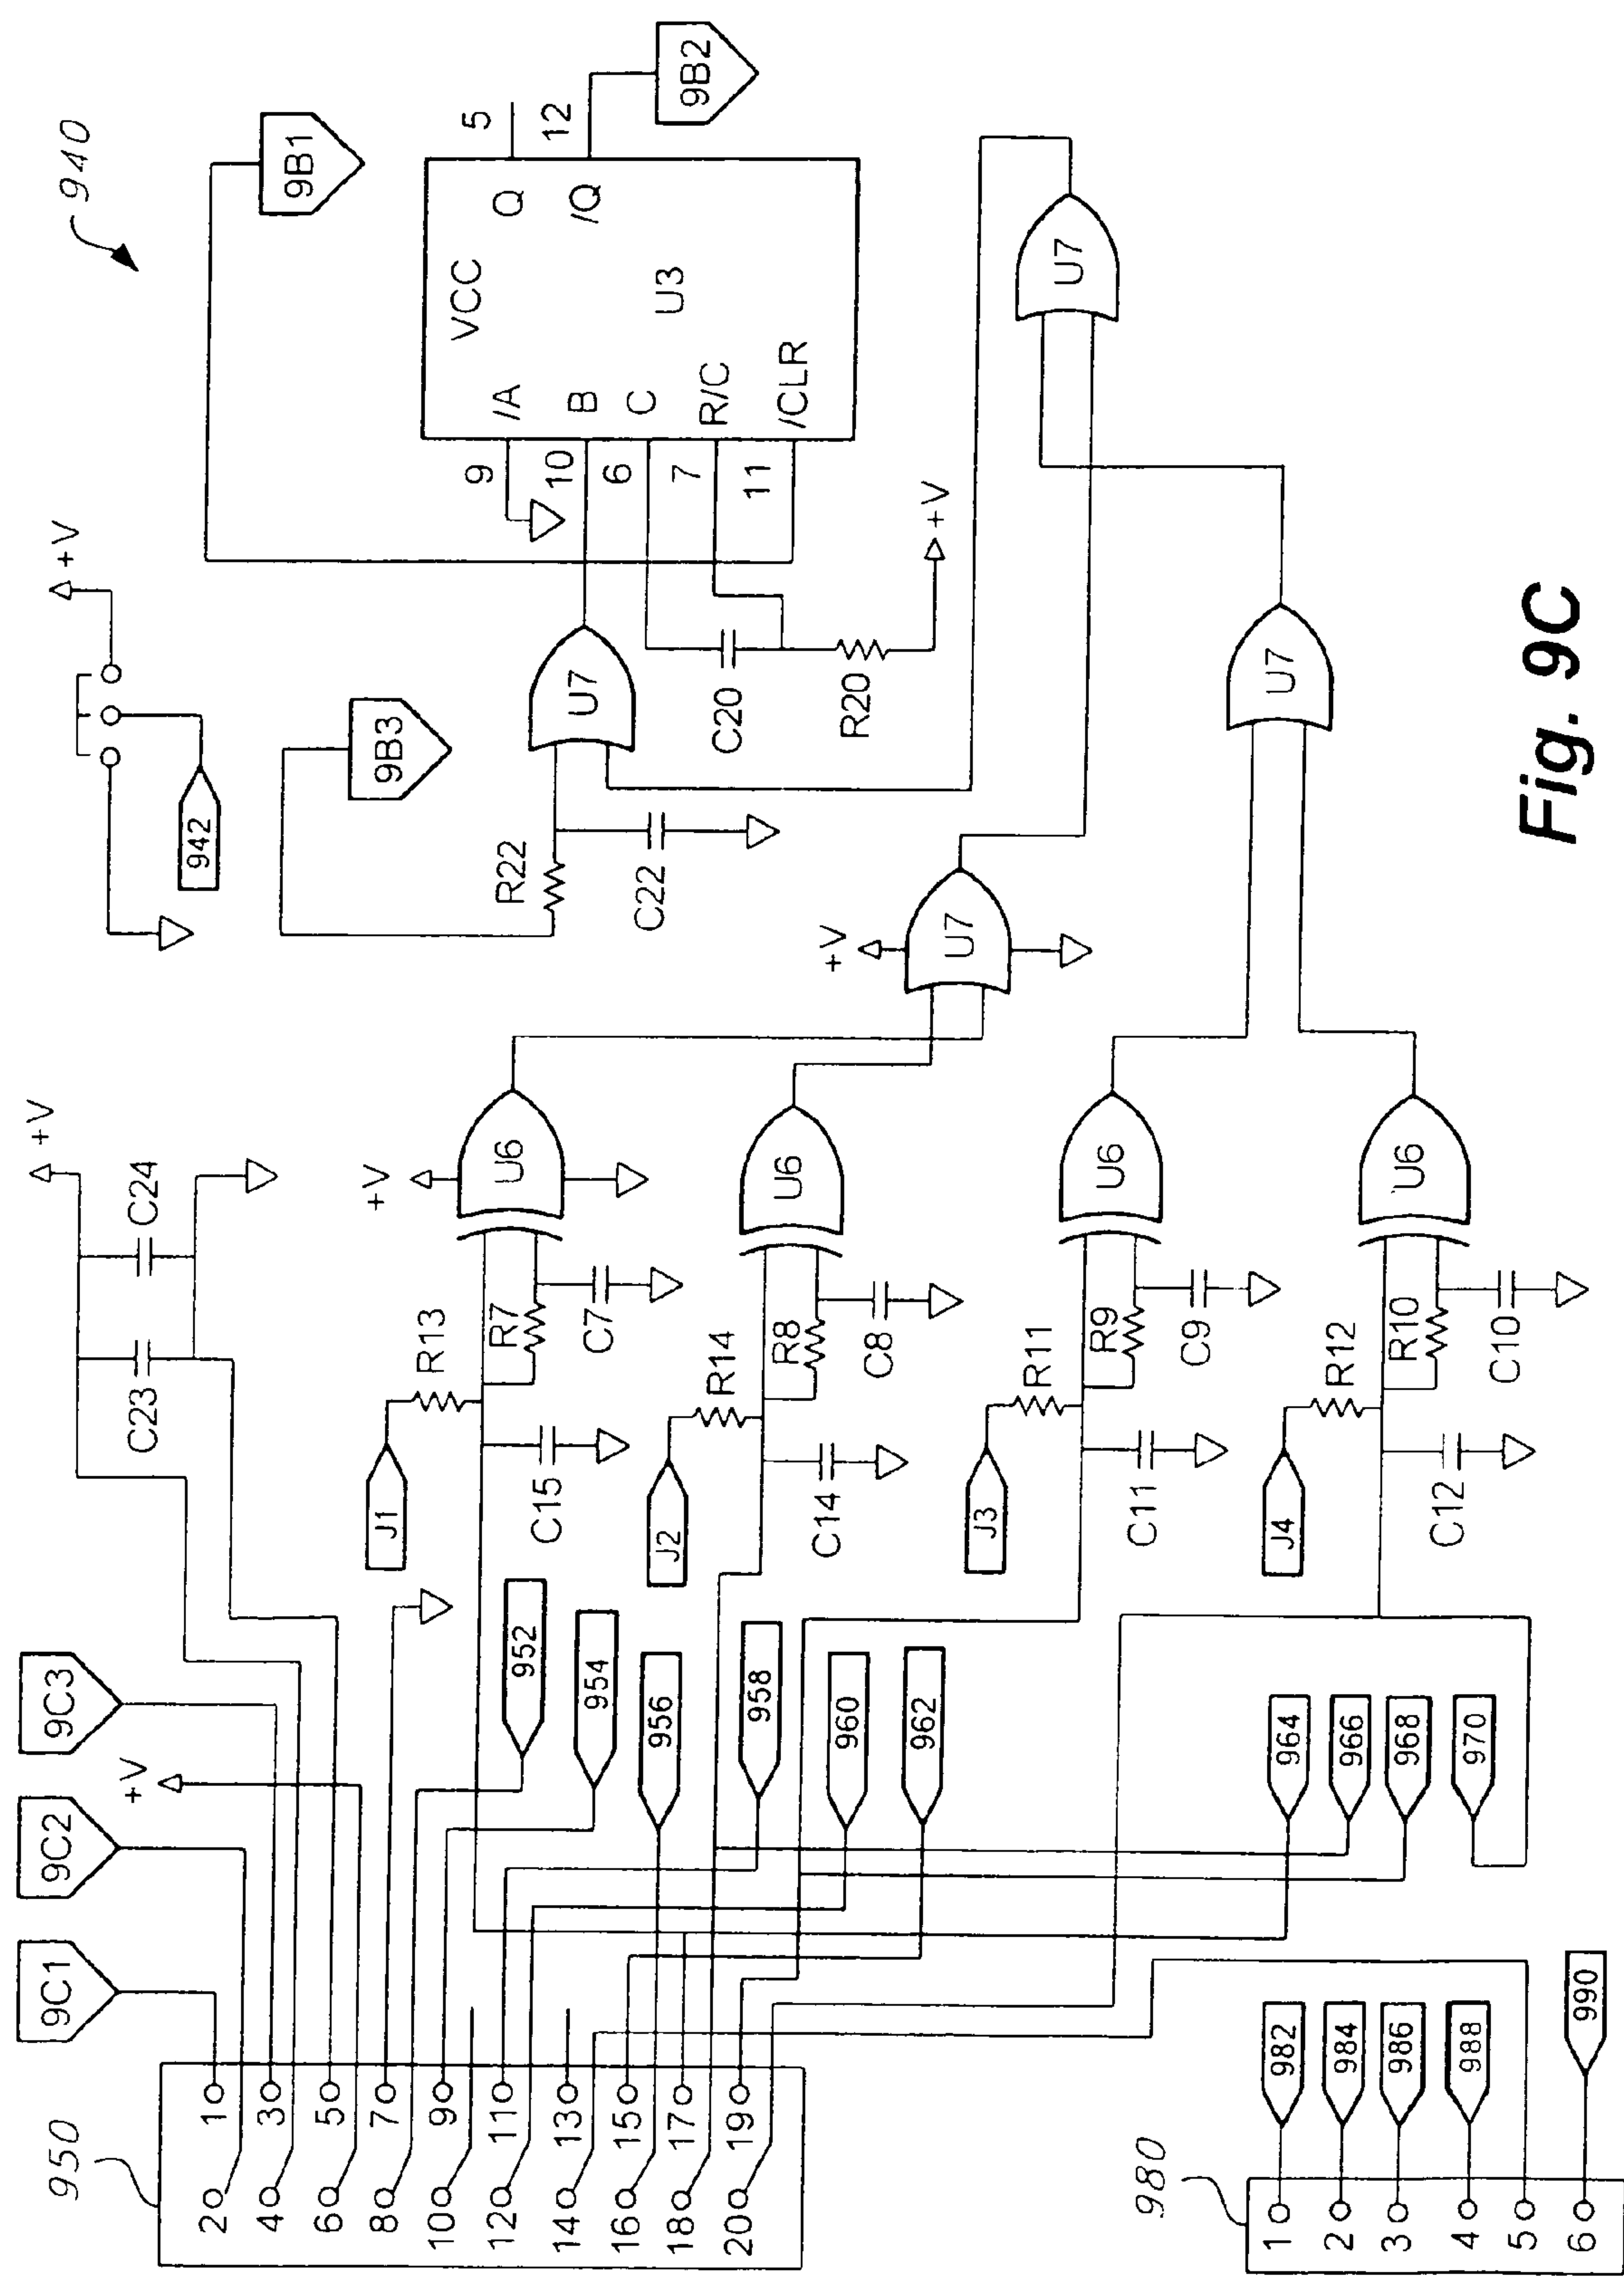 940
9B1
9B2
+V
942
9B3
R22
C22
U7
9
10
6
7
11
/A
B
C
R/C
/CLR
VCC
U3
Q
/Q
5
12
C20
R20
+V
+V
C23
C24
9C1
9C2
9C3
+V
950
2 1
4 3
6 5
8 7
10 9
12 11
14 13
16 15
18 17
20 19
952
954
956
958
960
962
964
966
968
970
J1
R13
C15
R7
C7
+V
U6
J2
R14
C14
R8
C8
U6
J3
R11
C11
R9
C9
U6
J4
R12
C12
R10
C10
U6
+V
U7
U7
U7
980
1
2
3
4
5
6
982
984
986
988
990
Fig. 9C